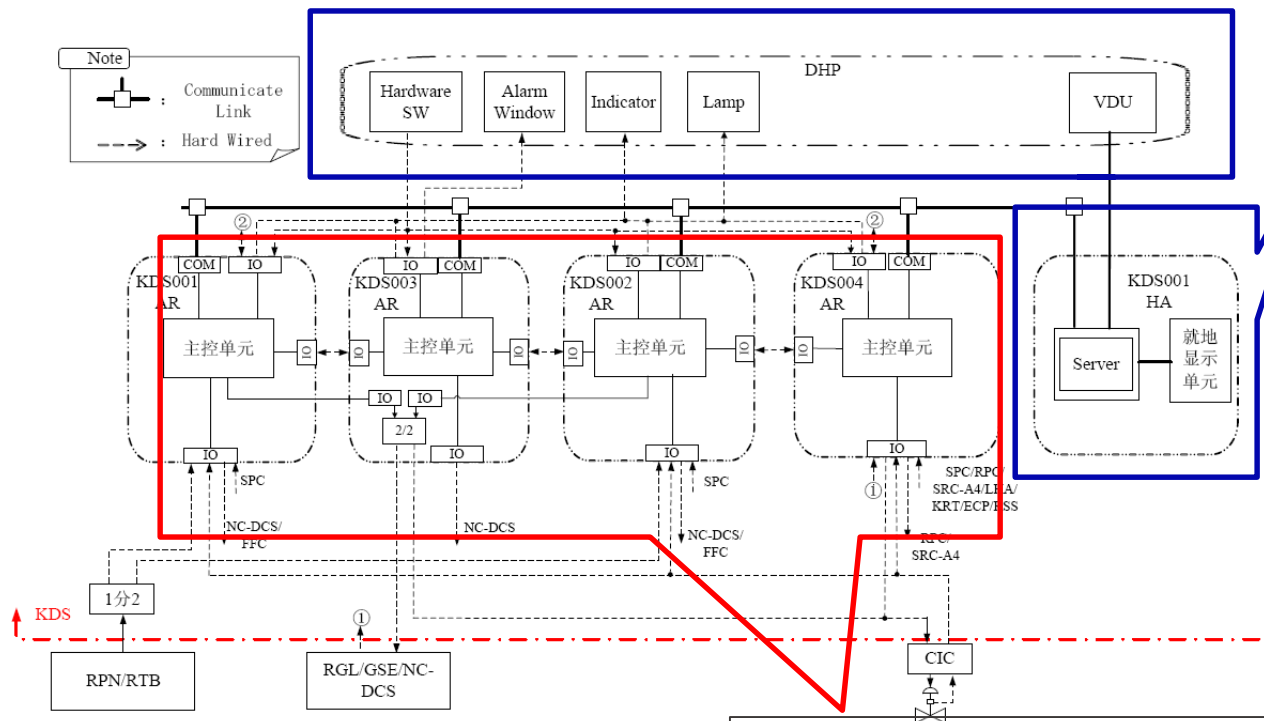 Note
: Communicate
Link
: Hard Wired
DHP
Hardware
SW
Alarm
Window
Indicator
Lamp
VDU
②
②
COM
IO
IO
COM
IO
COM
IO
COM
KDS001
AR
KDS003
AR
KDS002
AR
KDS004
AR
KDS001
HA
主控单元
IO
IO
主控单元
IO
IO
主控单元
IO
IO
主控单元
Server
就地
显示
单元
IO
IO
2/2
IO
IO
IO
IO
SPC
SPC
①
SPC/RPC/
SRC-A4/LHA/
KRT/ECP/ESS
NC-DCS/
FFC
NC-DCS
NC-DCS/
FFC
RPC/
SRC-A4
1分2
KDS
①
RPN/RTB
RGL/GSE/NC-
DCS
CIC